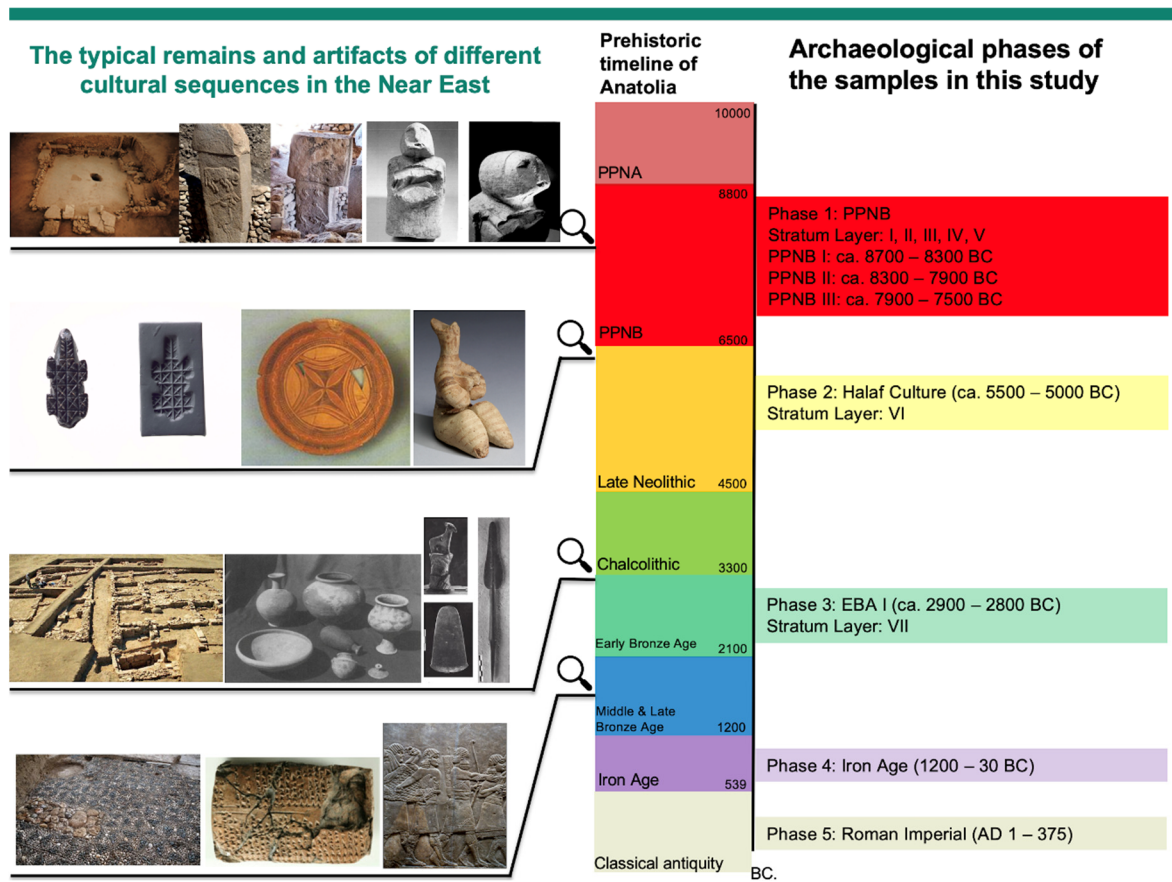 The typical remains and artifacts of different
cultural sequences in the Near East
Prehistoric
timeline of
Anatolia
Archaeological phases of
the samples in this study
10000
PPNA
8800
PPNB
6500
Late Neolithic
4500
Chalcolithic
3300
Early Bronze Age
2100
Middle & Late
Bronze Age
1200
Iron Age
539
Classical antiquity
BC.
Phase 1: PPNB
Stratum Layer: I, II, III, IV, V
PPNB I: ca. 8700 – 8300 BC
PPNB II: ca. 8300 – 7900 BC
PPNB III: ca. 7900 – 7500 BC
Phase 2: Halaf Culture (ca. 5500 – 5000 BC)
Stratum Layer: VI
Phase 3: EBA I (ca. 2900 – 2800 BC)
Stratum Layer: VII
Phase 4: Iron Age (1200 – 30 BC)
Phase 5: Roman Imperial (AD 1 – 375)